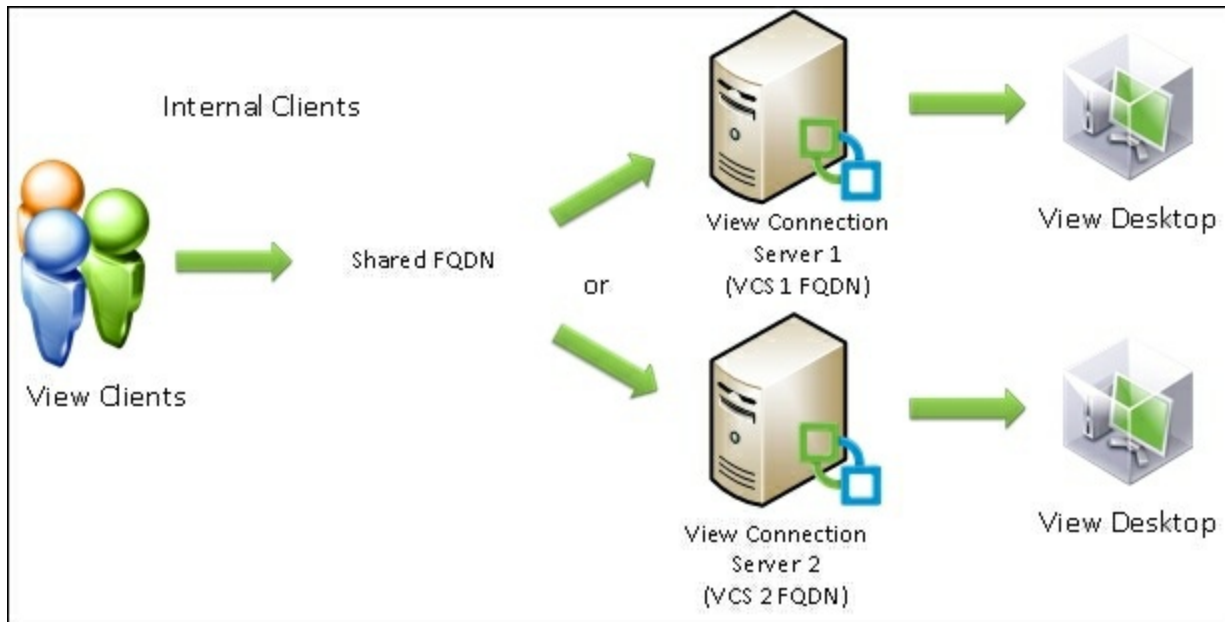 Internal Clients
View Clients
Shared FQDN
or
View Connection
Server 1
(VCS 1 FQDN)
View Desktop
View Connection
Server 2
(VCS 2 FQDN)
View Desktop